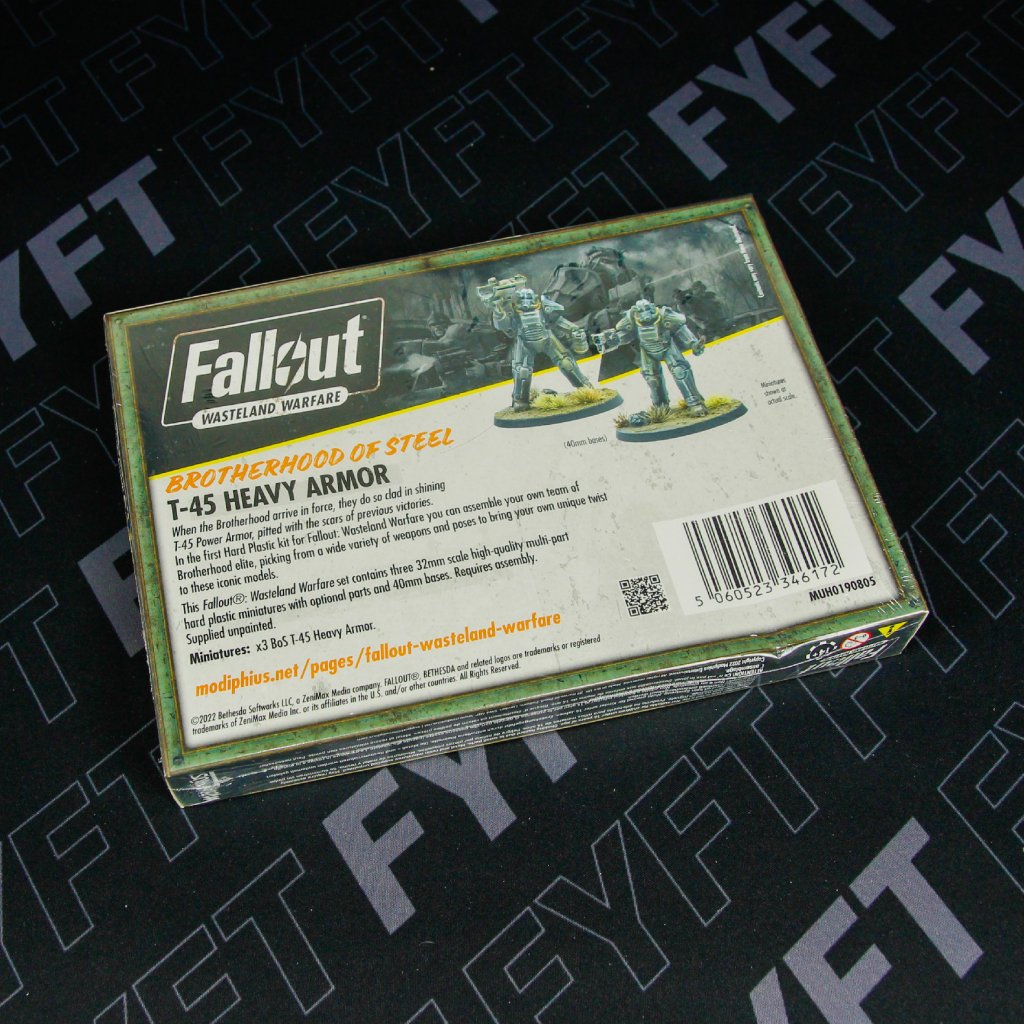 Fallout
WASTELAND WARFARE
BROTHERHOOD OF STEEL
T-45 HEAVY ARMOR
When the Brotherhood arrive in force, they do so clad in shining
T-45 Power Armor, pitted with the scars of previous victories.
In the first Hard Plastic kit for Fallout: Wasteland Warfare you can assemble your own team of
Brotherhood elite, picking from a wide variety of weapons and poses to bring your own unique twist
to these iconic models.
This Fallout®: Wasteland Warfare set contains three 32mm scale high-quality multi-part
hard plastic miniatures with optional parts and 40mm bases. Requires assembly.
Supplied unpainted.
Miniatures: x3 BoS T-45 Heavy Armor.
modiphius.net/pages/fallout-wasteland-warfare
©2022 Bethesda Softworks LLC, a ZeniMax Media company. FALLOUT®, BETHESDA and related logos are trademarks or registered
trademarks of ZeniMax Media Inc. or its affiliates in the U.S. and/or other countries. All Rights Reserved.
(40mm bases)
Miniatures
shown at
actual scale.
5 060523 346172
MUH0190805
Fallout
FYFT
FYFT
FYFT
FYFT
FYFT
FYFT